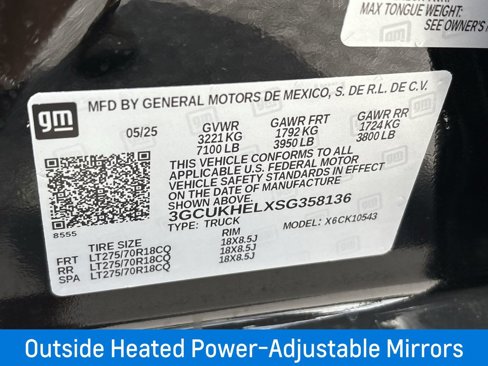 MAX TONGUE WEIGHT:
SEE OWNER'S
gm
MFD BY GENERAL MOTORS DE MEXICO, S. DE R.L. DE C.V.
05/25 GVWR GAWR FRT GAWR RR
3221 KG 1792 KG 1724 KG
7100 LB 3950 LB 3800 LB
THIS VEHICLE CONFORMS TO ALL
APPLICABLE U.S. FEDERAL MOTOR
VEHICLE SAFETY STANDARDS IN EFFECT ON
THE DATE OF MANUFACTURE SHOWN ABOVE.
3GCUKHELXSG358136
8555 TYPE: TRUCK MODEL: X6CK10543
TIRE SIZE RIM
FRT LT275/70R18CQ 18X8.5J
RR LT275/70R18CQ 18X8.5J
SPA LT275/70R18CQ 18X8.5J
Outside Heated Power-Adjustable Mirrors